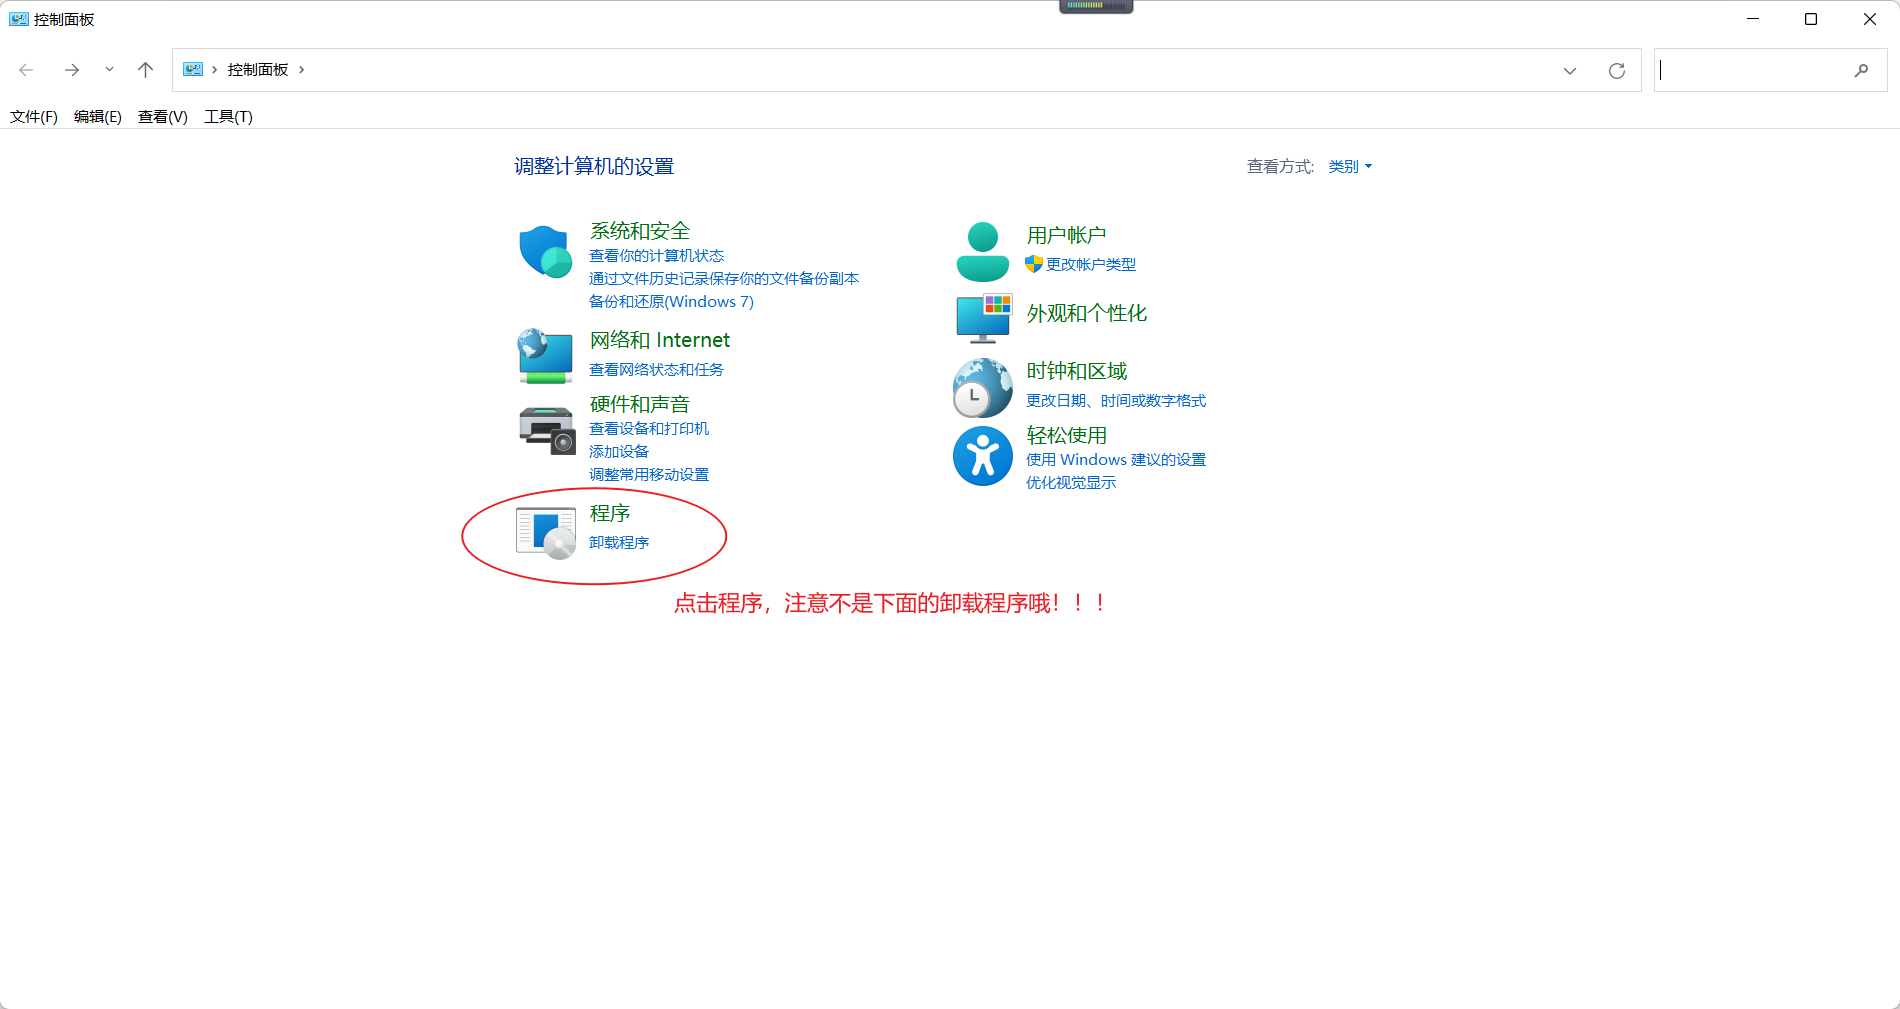 控制面板
控制面板
文件(F) 编辑(E) 查看(V) 工具(T)
调整计算机的设置
查看方式: 类别
系统和安全
查看你的计算机状态
通过文件历史记录保存你的文件备份副本
备份和还原(Windows 7)
网络和 Internet
查看网络状态和任务
硬件和声音
查看设备和打印机
添加设备
调整常用移动设置
程序
卸载程序
用户帐户
更改帐户类型
外观和个性化
时钟和区域
更改日期、时间或数字格式
轻松使用
使用 Windows 建议的设置
优化视觉显示
点击程序，注意不是下面的卸载程序哦！！！